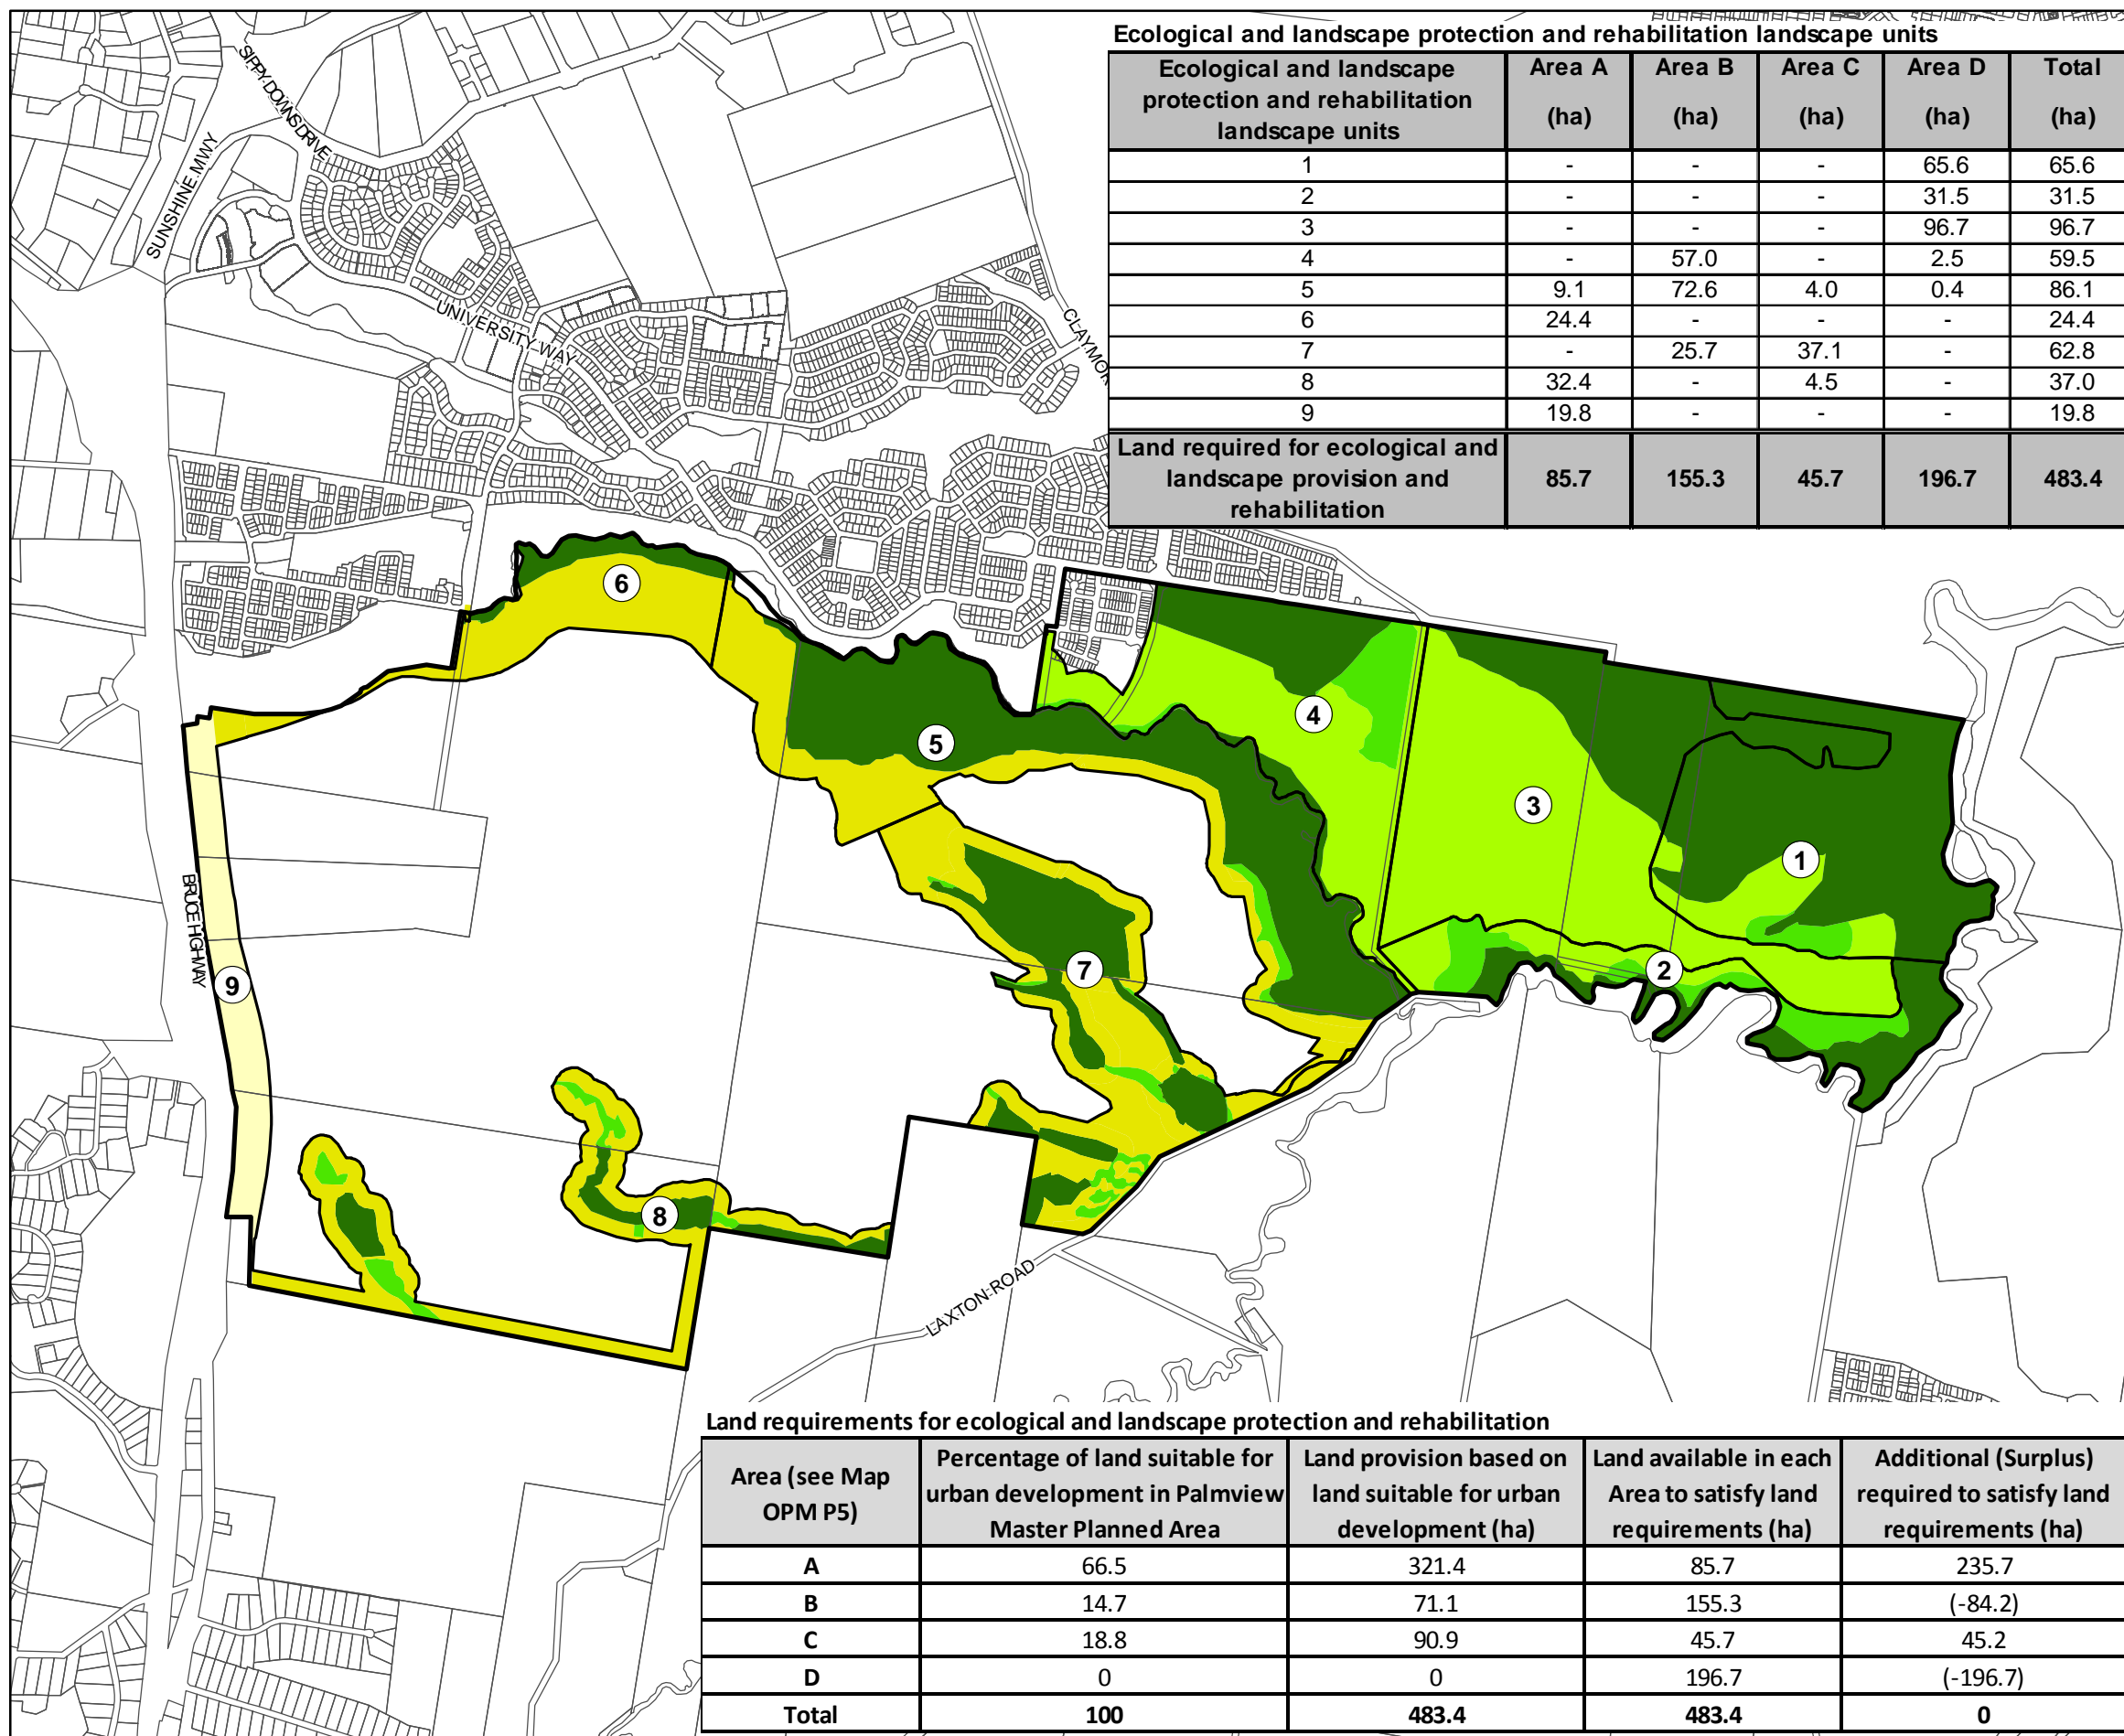 Ecological and landscape protection and rehabilitation landscape units
Ecological and landscape protection and rehabilitation landscape units | Area A (ha) | Area B (ha) | Area C (ha) | Area D (ha) | Total (ha)
1 | - | - | - | 65.6 | 65.6
2 | - | - | - | 31.5 | 31.5
3 | - | - | - | 96.7 | 96.7
4 | - | 57.0 | - | 2.5 | 59.5
5 | 9.1 | 72.6 | 4.0 | 0.4 | 86.1
6 | 24.4 | - | - | - | 24.4
7 | - | 25.7 | 37.1 | - | 62.8
8 | 32.4 | - | 4.5 | - | 37.0
9 | 19.8 | - | - | - | 19.8
Land required for ecological and landscape provision and rehabilitation | 85.7 | 155.3 | 45.7 | 196.7 | 483.4
SIPPY DOWNS DRIVE
SUNSHINE MWY
UNIVERSITY WAY
BRUCE HIGHWAY
LAXTON ROAD
6
5
4
3
1
7
2
9
8
Land requirements for ecological and landscape protection and rehabilitation
Area (see Map OPM P5) | Percentage of land suitable for urban development in Palmview Master Planned Area | Land provision based on land suitable for urban development (ha) | Land available in each Area to satisfy land requirements (ha) | Additional (Surplus) required to satisfy land requirements (ha)
A | 66.5 | 321.4 | 85.7 | 235.7
B | 14.7 | 71.1 | 155.3 | (-84.2)
C | 18.8 | 90.9 | 45.7 | 45.2
D | 0 | 0 | 196.7 | (-196.7)
Total | 100 | 483.4 | 483.4 | 0